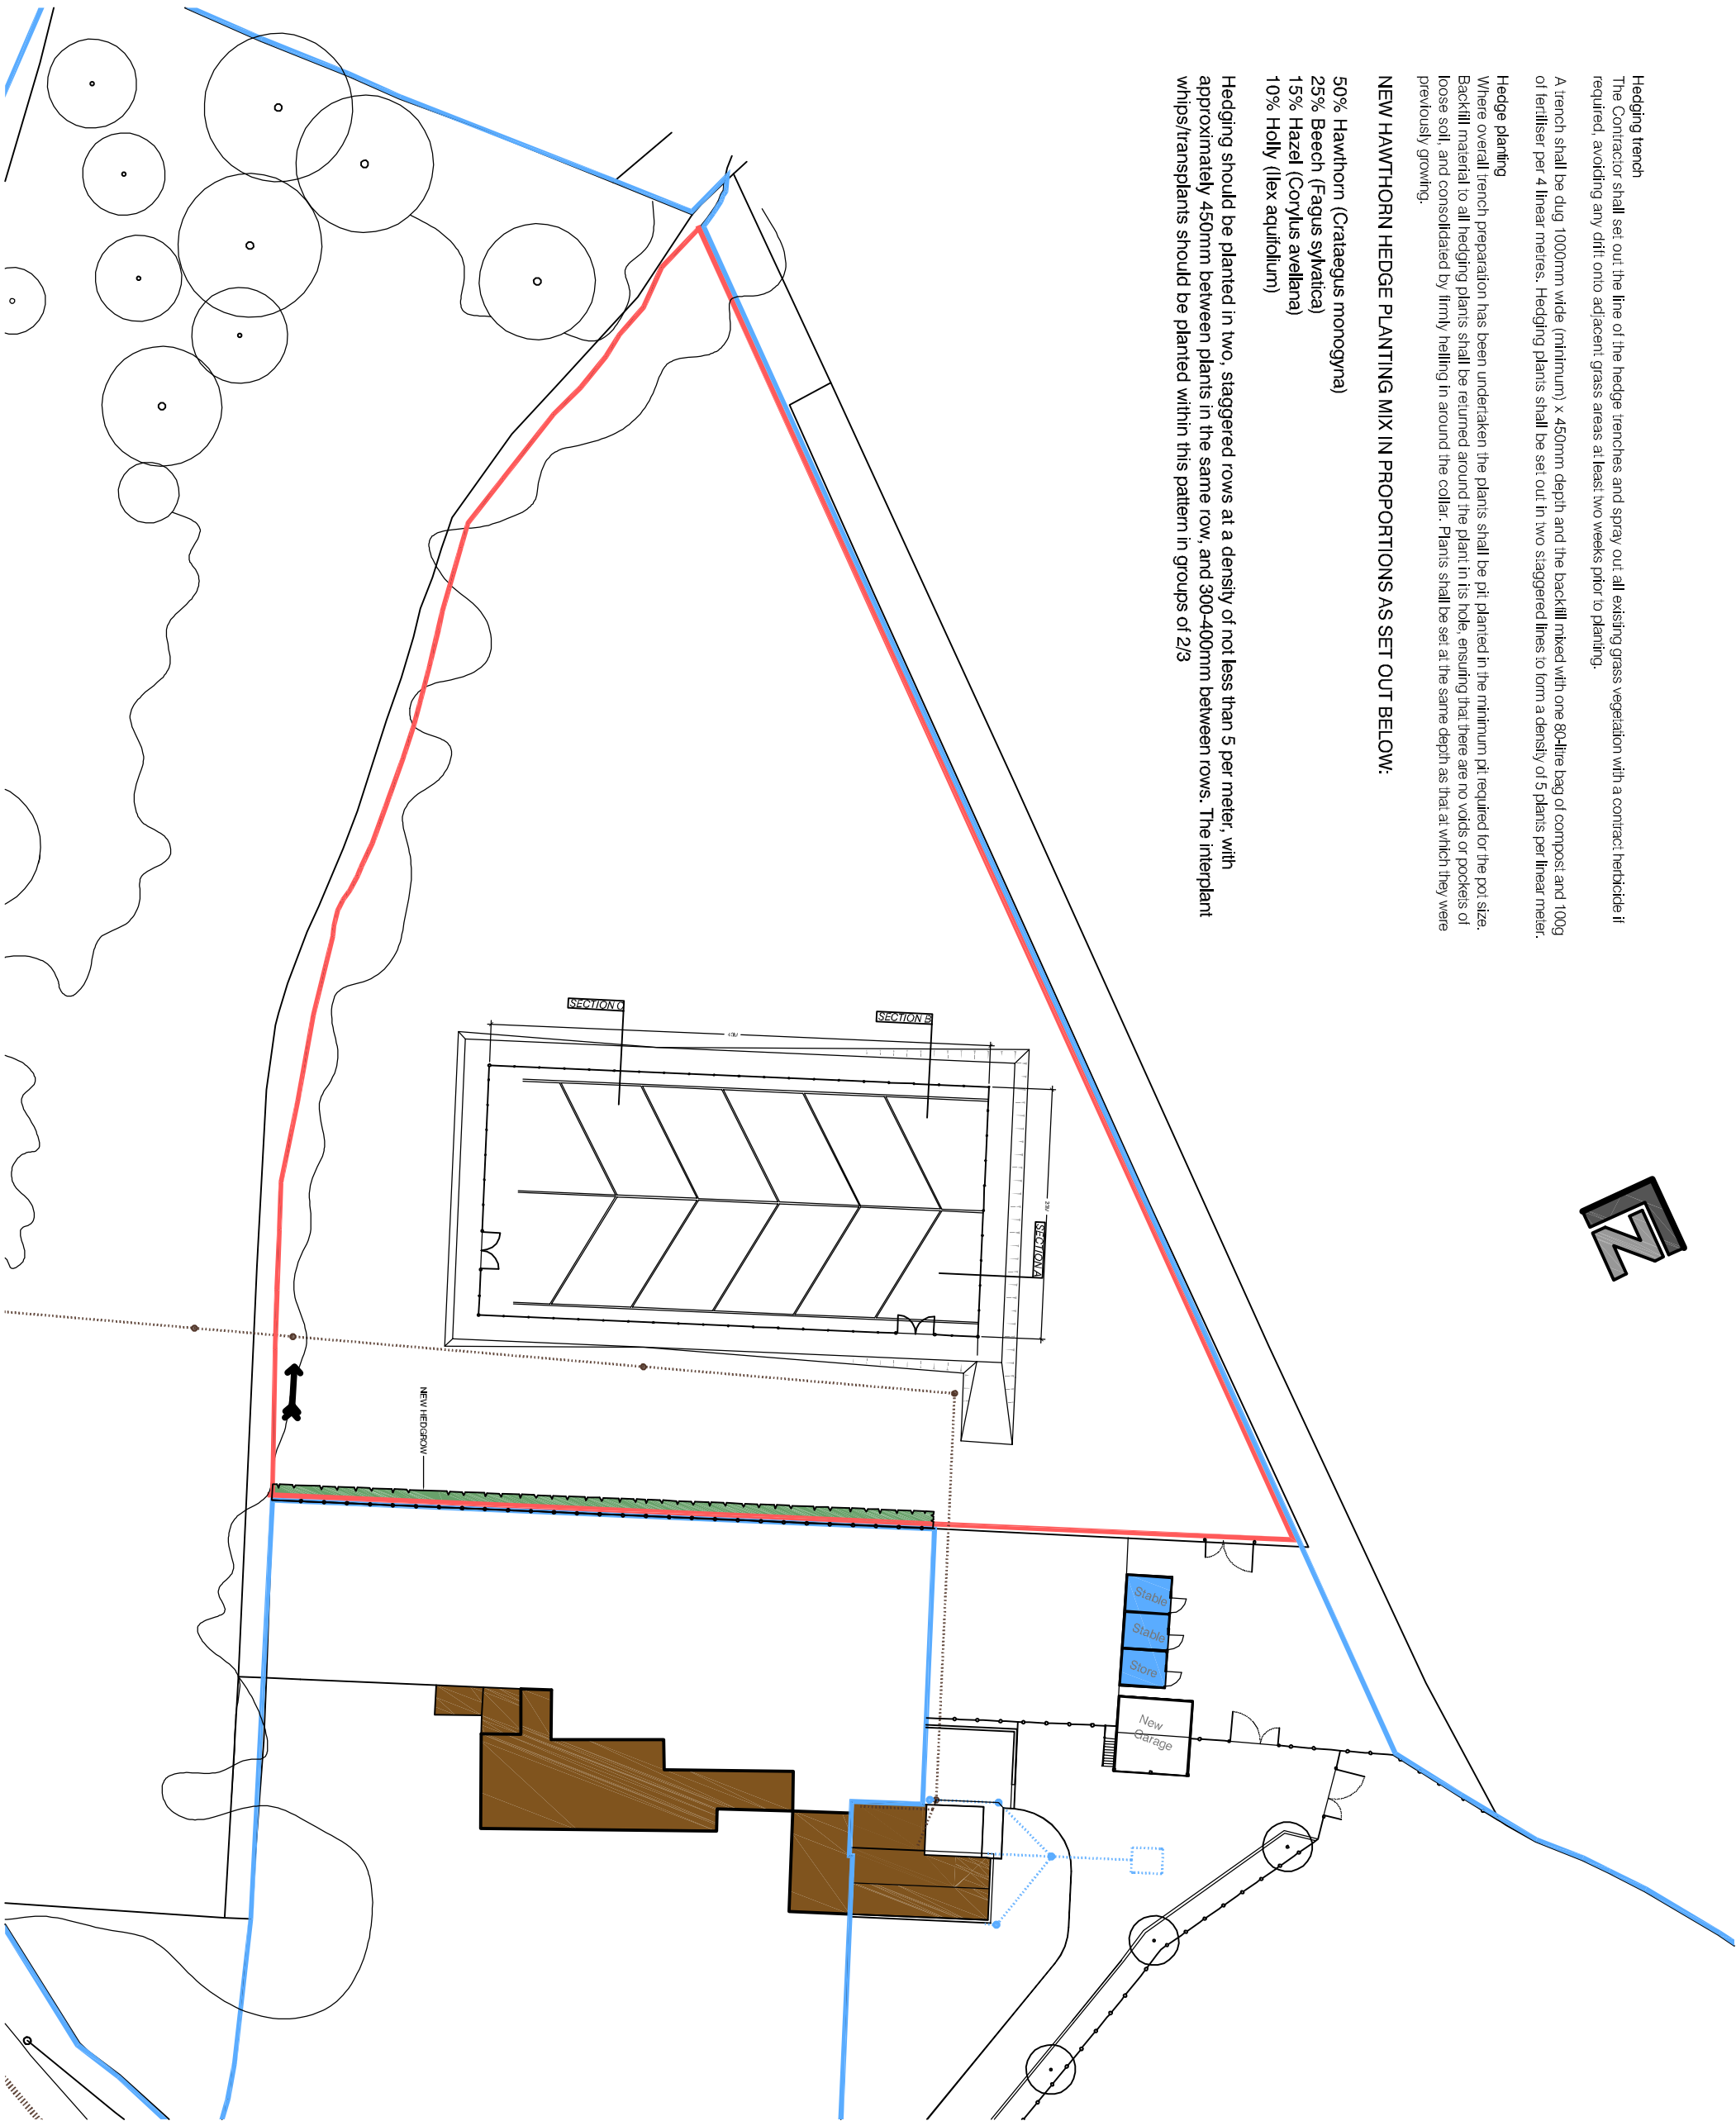 Hedging trench
The Contractor shall set out the line of the hedge trenches and spray out all existing grass vegetation with a contract herbicide if
required, avoiding any drift onto adjacent grass areas at least two weeks prior to planting.
A trench shall be dug 1000mm wide (minimum) x 450mm depth and the backfill mixed with one 80-litre bag of compost and 100g
of fertiliser per 4 linear metres. Hedging plants shall be set out in two staggered lines to form a density of 5 plants per linear meter.
Hedge planting
Where overall trench preparation has been undertaken the plants shall be pit planted in the minimum pit required for the pot size.
Backfill material to all hedging plants shall be returned around the plant in its hole, ensuring that there are no voids or pockets of
loose soil, and consolidated by firmly helling in around the collar. Plants shall be set at the same depth as that at which they were
previously growing.
NEW HAWTHORN HEDGE PLANTING MIX IN PROPORTIONS AS SET OUT BELOW:
50% Hawthorn (Crataegus monogyna)
25% Beech (Fagus sylvatica)
15% Hazel (Corylus avellana)
10% Holly (Ilex aquifolium)
Hedging should be planted in two, staggered rows at a density of not less than 5 per meter, with
approximately 450mm between plants in the same row, and 300-400mm between rows. The interplant
whips/transplants should be planted within this pattern in groups of 2/3
SECTION C
SECTION B
SECTION A
NEW HEDGROW
Stable
Stable
Store
New
Garage